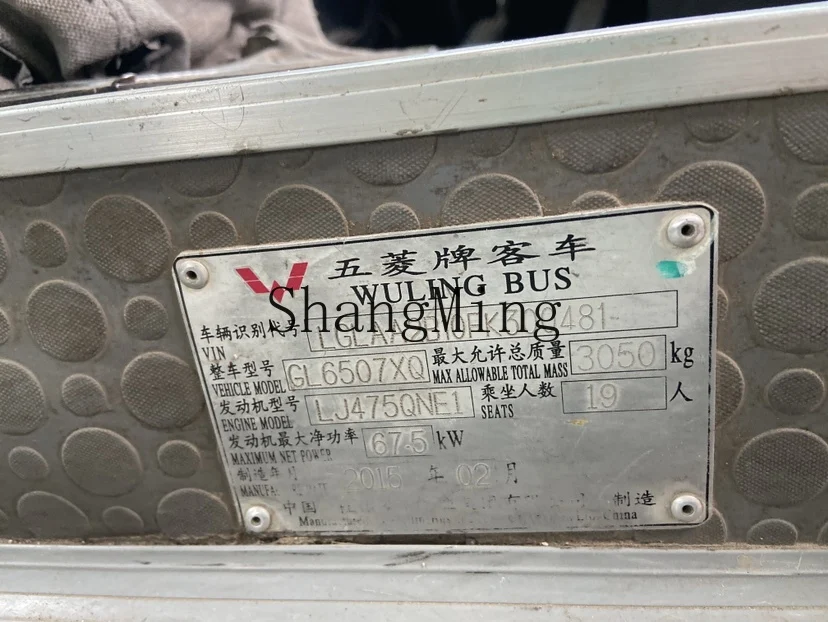 五菱牌客车
WULING BUS
ShangMing
车辆识别代号
VIN
整车型号 GL6507XQ 最大允许总质量 3050 kg
VEHICLE MODEL MAX ALLOWABLE TOTAL MASS
发动机型号 LJ475QNE1 乘坐人数 19 人
ENGINE MODEL SEATS
发动机最大净功率 67.5 kW
MAXIMUM NET POWER
制造年月 2015 年 02 月
中国 制造
China